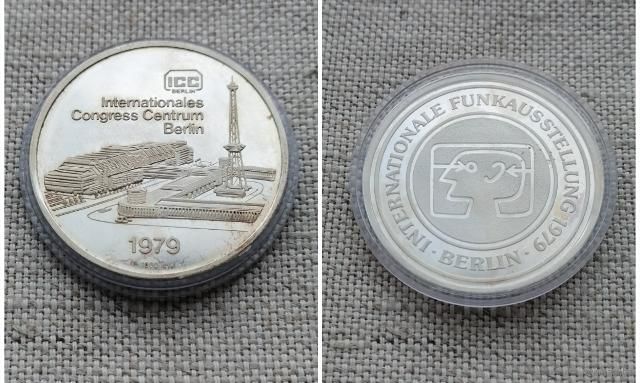 ICC
BERLIN
Internationales
Congress Centrum
Berlin
1979
INTERNATIONALE FUNKAUSSTELLUNG 1979
· BERLIN ·